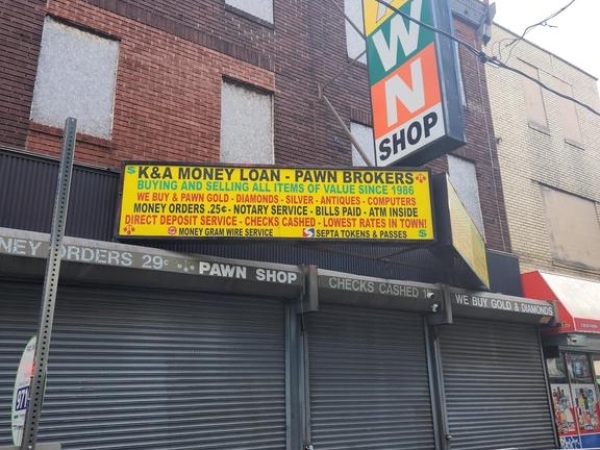 WN
SHOP
$ K&A MONEY LOAN - PAWN BROKERS
BUYING AND SELLING ALL ITEMS OF VALUE SINCE 1986
WE BUY & PAWN GOLD - DIAMONDS - SILVER - ANTIQUES - COMPUTERS
MONEY ORDERS .25¢ - NOTARY SERVICE - BILLS PAID - ATM INSIDE
DIRECT DEPOSIT SERVICE - CHECKS CASHED - LOWEST RATES IN TOWN!
MONEY GRAM WIRE SERVICE SEPTA TOKENS & PASSES $
NEY ORDERS 29¢ PAWN SHOP
CHECKS CASHED 1
WE BUY GOLD & DIAMONDS